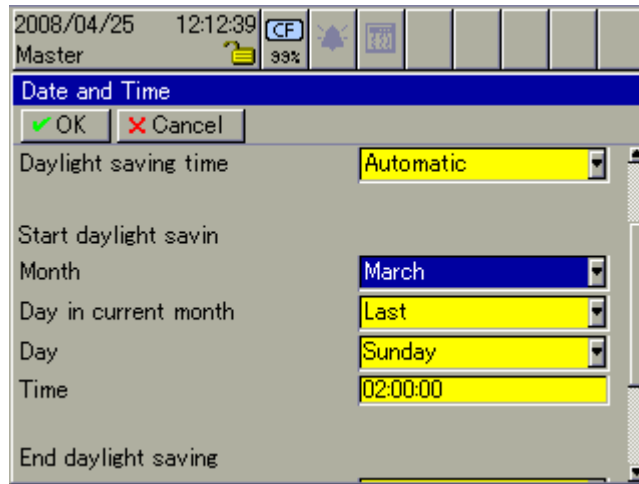 2008/04/25 12:12:39 CF
Master 99%
Date and Time
OK Cancel
Daylight saving time Automatic
Start daylight savin
Month March
Day in current month Last
Day Sunday
Time 02:00:00
End daylight saving